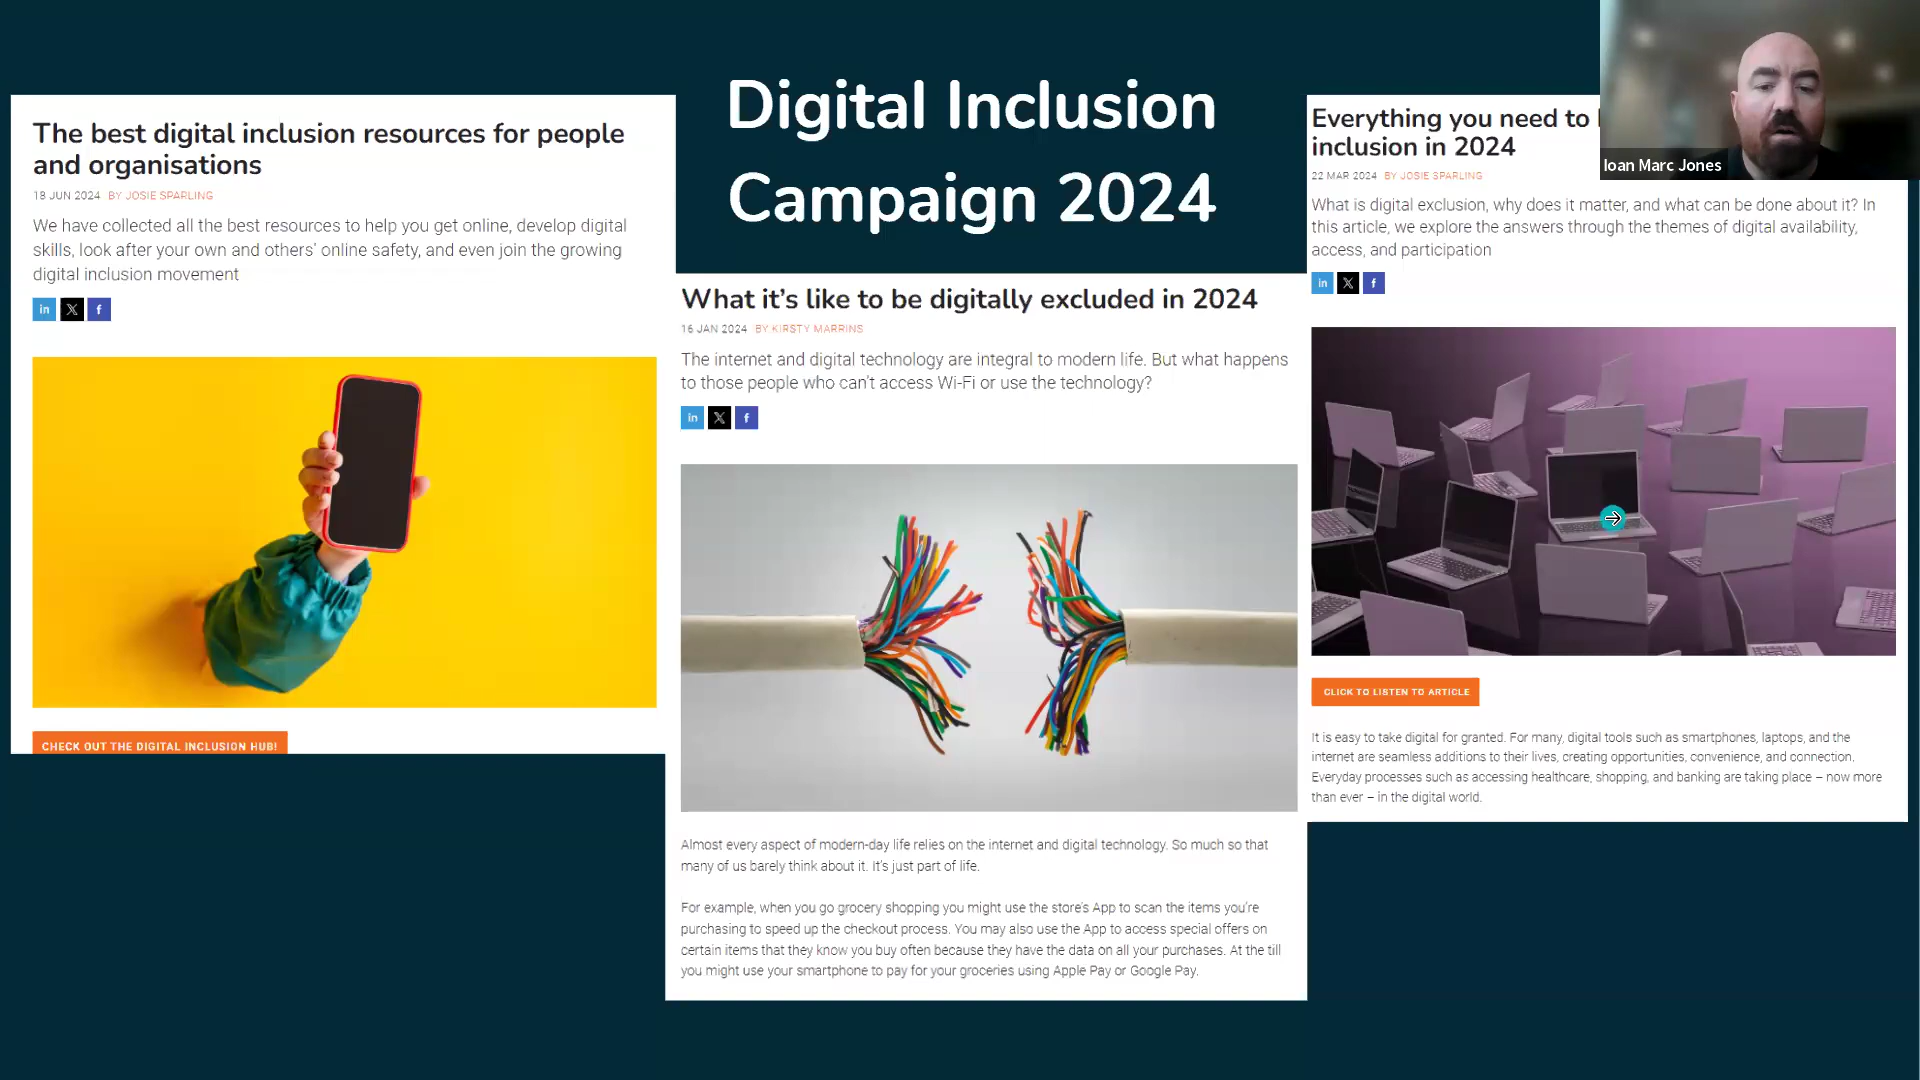 Digital Inclusion
Campaign 2024
The best digital inclusion resources for people
and organisations
18 JUN 2024 BY JOSIE SPARLING
We have collected all the best resources to help you get online, develop digital
skills, look after your own and others' online safety, and even join the growing
digital inclusion movement
in X f
CHECK OUT THE DIGITAL INCLUSION HUB!
What it's like to be digitally excluded in 2024
16 JAN 2024 BY KIRSTY MARRINS
The internet and digital technology are integral to modern life. But what happens
to those people who can't access Wi-Fi or use the technology?
in X f
Almost every aspect of modern-day life relies on the internet and digital technology. So much so that
many of us barely think about it. It's just part of life.
For example, when you go grocery shopping you might use the store's App to scan the items you're
purchasing to speed up the checkout process. You may also use the App to access special offers on
certain items that they know you buy often because they have the data on all your purchases. At the till
you might use your smartphone to pay for your groceries using Apple Pay or Google Pay.
Everything you need to
inclusion in 2024
22 MAR 2024 BY JOSIE SPARLING
What is digital exclusion, why does it matter, and what can be done about it? In
this article, we explore the answers through the themes of digital availability,
access, and participation
in X f
CLICK TO LISTEN TO ARTICLE
It is easy to take digital for granted. For many, digital tools such as smartphones, laptops, and the
internet are seamless additions to their lives, creating opportunities, convenience, and connection.
Everyday processes such as accessing healthcare, shopping, and banking are taking place – now more
than ever – in the digital world.
Ioan Marc Jones